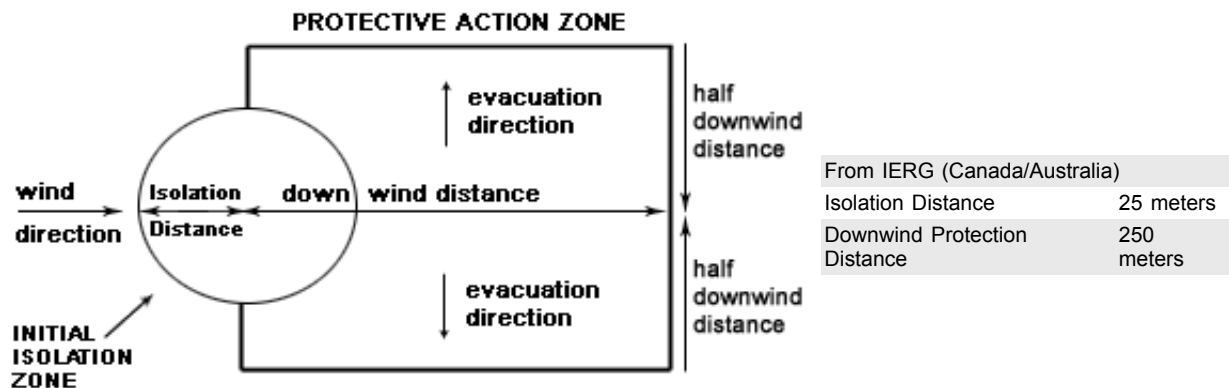 PROTECTIVE ACTION ZONE
evacuation
direction
half
downwind
distance
wind
direction
Isolation
Distance
down wind distance
evacuation
direction
half
downwind
distance
INITIAL
ISOLATION
ZONE
From IERG (Canada/Australia)
Isolation Distance 25 meters
Downwind Protection 250
Distance meters